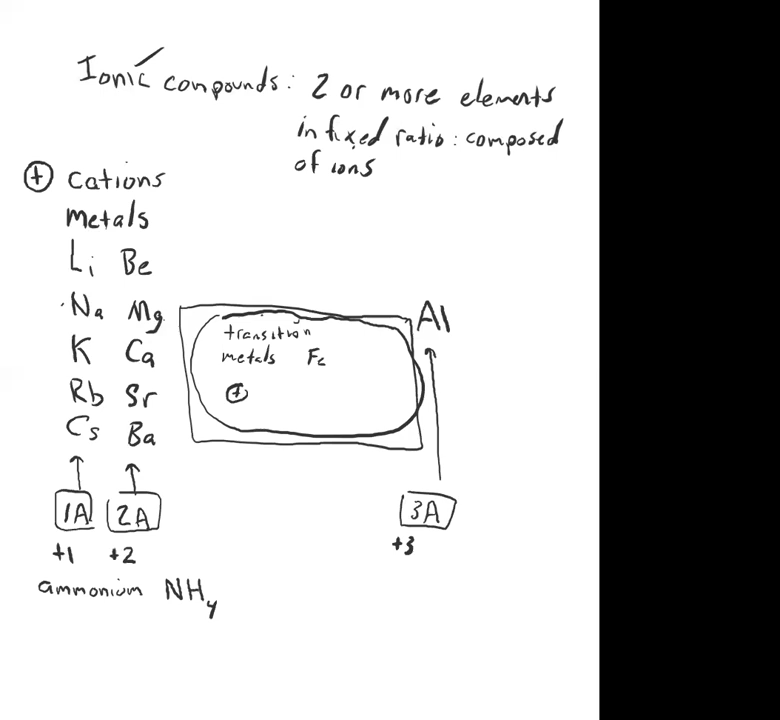 Ionic compounds: 2 or more elements
in fixed ratio: composed
of ions
⊕ cations
metals
Li Be
Na Mg Al
transition
metals Fe
K Ca
⊕
Rb Sr
Cs Ba
1A 2A 3A
+1 +2 +3
ammonium NH4